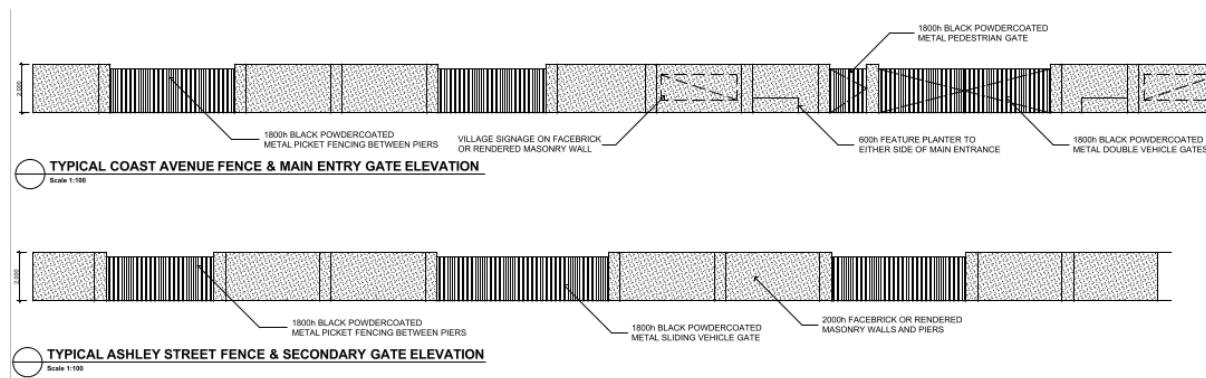 1800h BLACK POWDERCOATED
METAL PEDESTRIAN GATE
2,000
1800h BLACK POWDERCOATED
METAL PICKET FENCING BETWEEN PIERS
VILLAGE SIGNAGE ON FACEBRICK
OR RENDERED MASONRY WALL
600h FEATURE PLANTER TO
EITHER SIDE OF MAIN ENTRANCE
1800h BLACK POWDERCOATED
METAL DOUBLE VEHICLE GATES
TYPICAL COAST AVENUE FENCE & MAIN ENTRY GATE ELEVATION
Scale 1:100
2,000
1800h BLACK POWDERCOATED
METAL PICKET FENCING BETWEEN PIERS
1800h BLACK POWDERCOATED
METAL SLIDING VEHICLE GATE
2000h FACEBRICK OR RENDERED
MASONRY WALLS AND PIERS
TYPICAL ASHLEY STREET FENCE & SECONDARY GATE ELEVATION
Scale 1:100